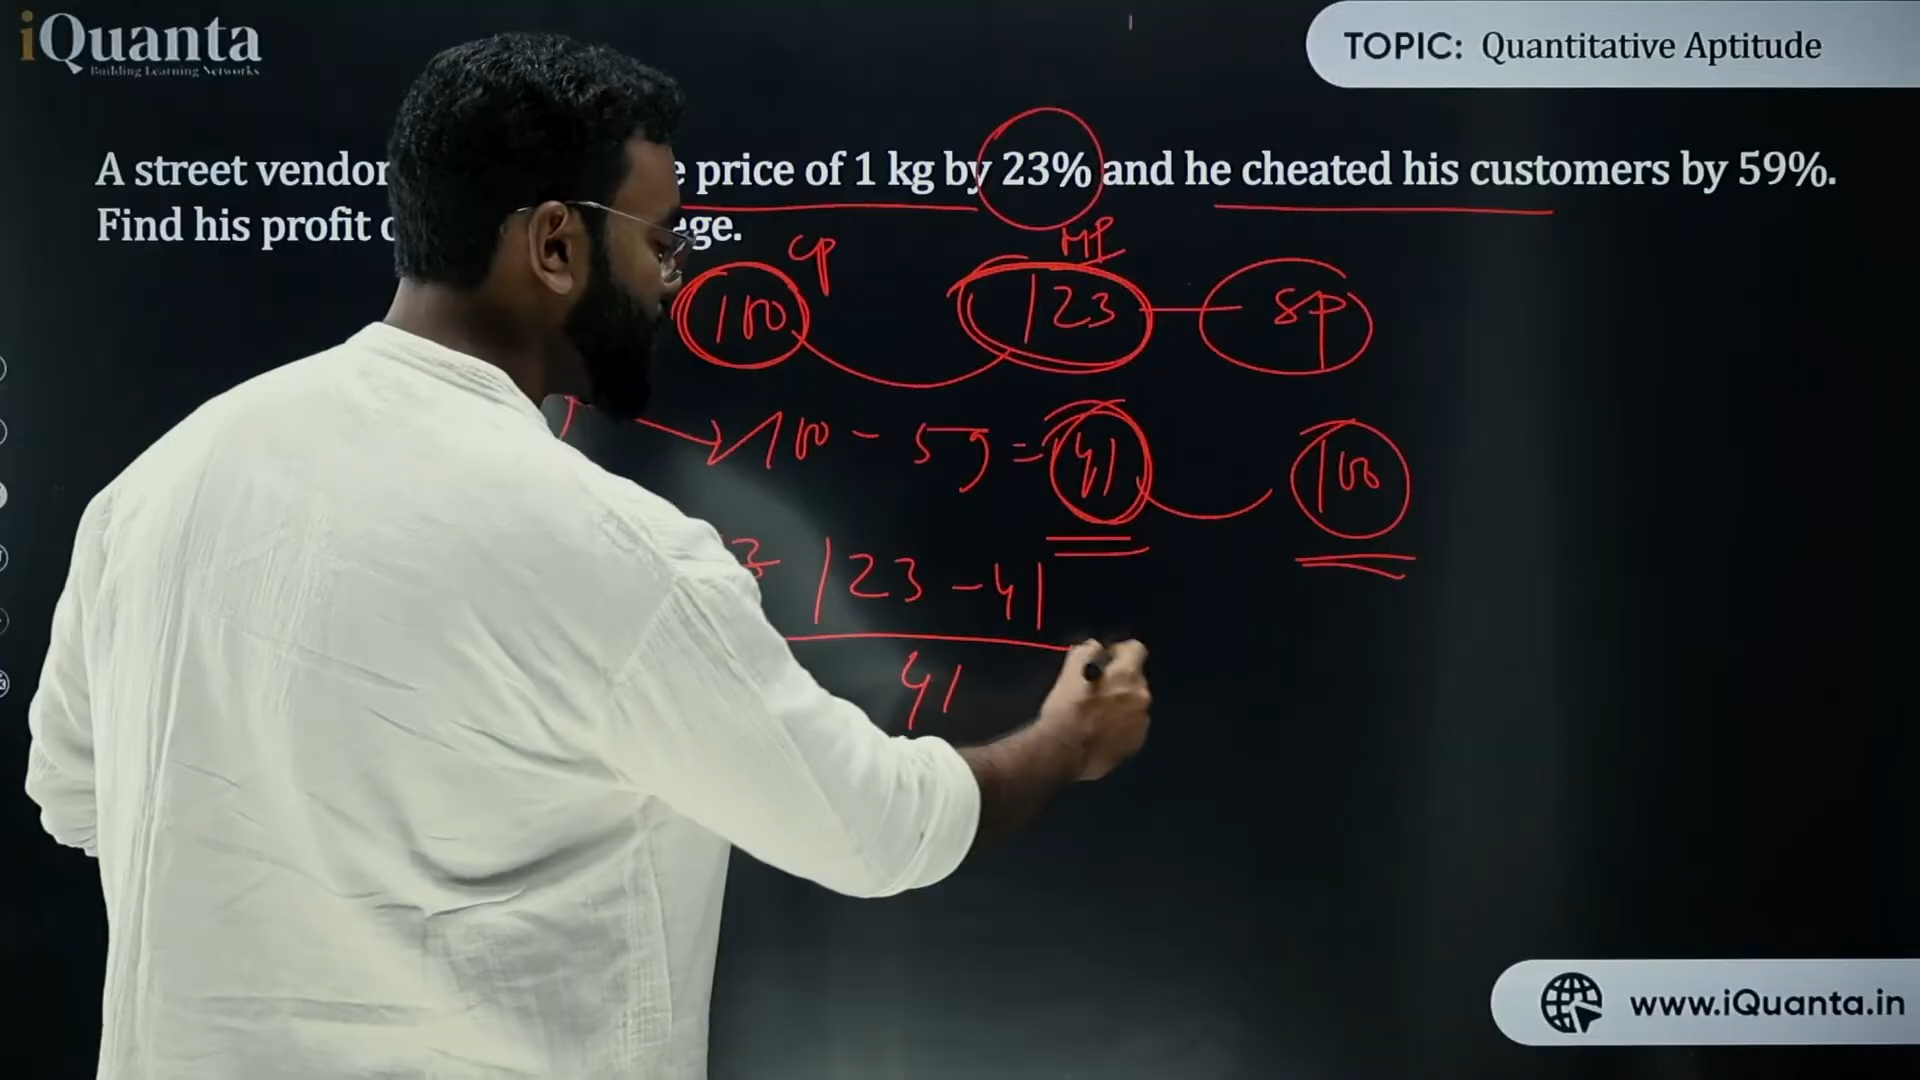 iQuanta
Building Learning Networks
TOPIC: Quantitative Aptitude
A street vendor price of 1 kg by 23% and he cheated his customers by 59%.
Find his profit
CP
MP
100 123 SP
100 - 59 = 41 100
123 - 41
41
www.iQuanta.in